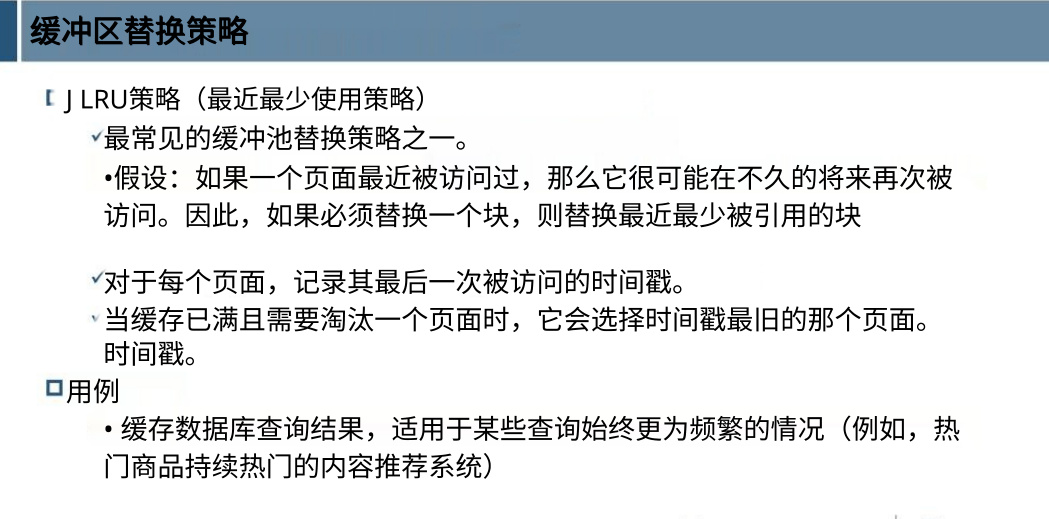 缓冲区替换策略
J LRU策略（最近最少使用策略）
最常见的缓冲池替换策略之一。
•假设：如果一个页面最近被访问过，那么它很可能在不久的将来再次被
访问。因此，如果必须替换一个块，则替换最近最少被引用的块
对于每个页面，记录其最后一次被访问的时间戳。
当缓存已满且需要淘汰一个页面时，它会选择时间戳最旧的那个页面。
时间戳。
用例
• 缓存数据库查询结果，适用于某些查询始终更为频繁的情况（例如，热
门商品持续热门的内容推荐系统）